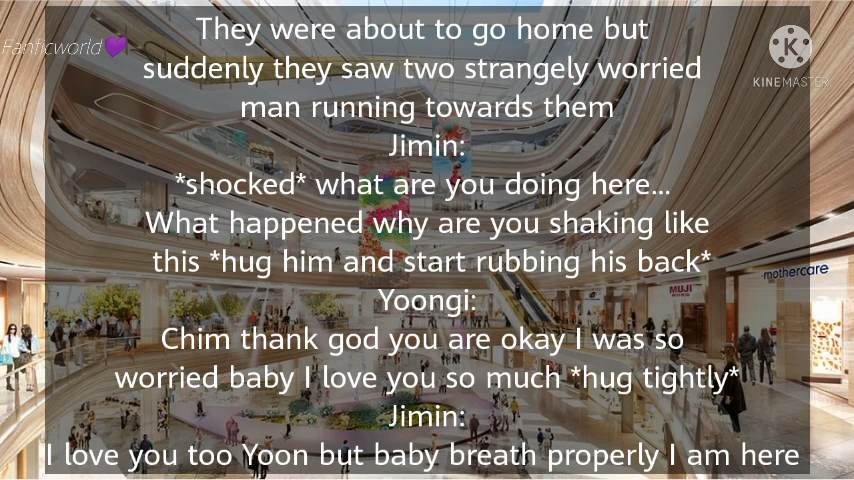 They were about to go home but
Fanficworld
suddenly they saw two strangely worried
man running towards them
KINEMASTER
Jimin:
*shocked* what are you doing here...
What happened why are you shaking like
this *hug him and start rubbing his back*
mothercare
MUJI
Yoongi:
Chim thank god you are okay I was so
worried baby I love you so much *hug tightly*
Jimin:
I love you too Yoon but baby breath properly I am here